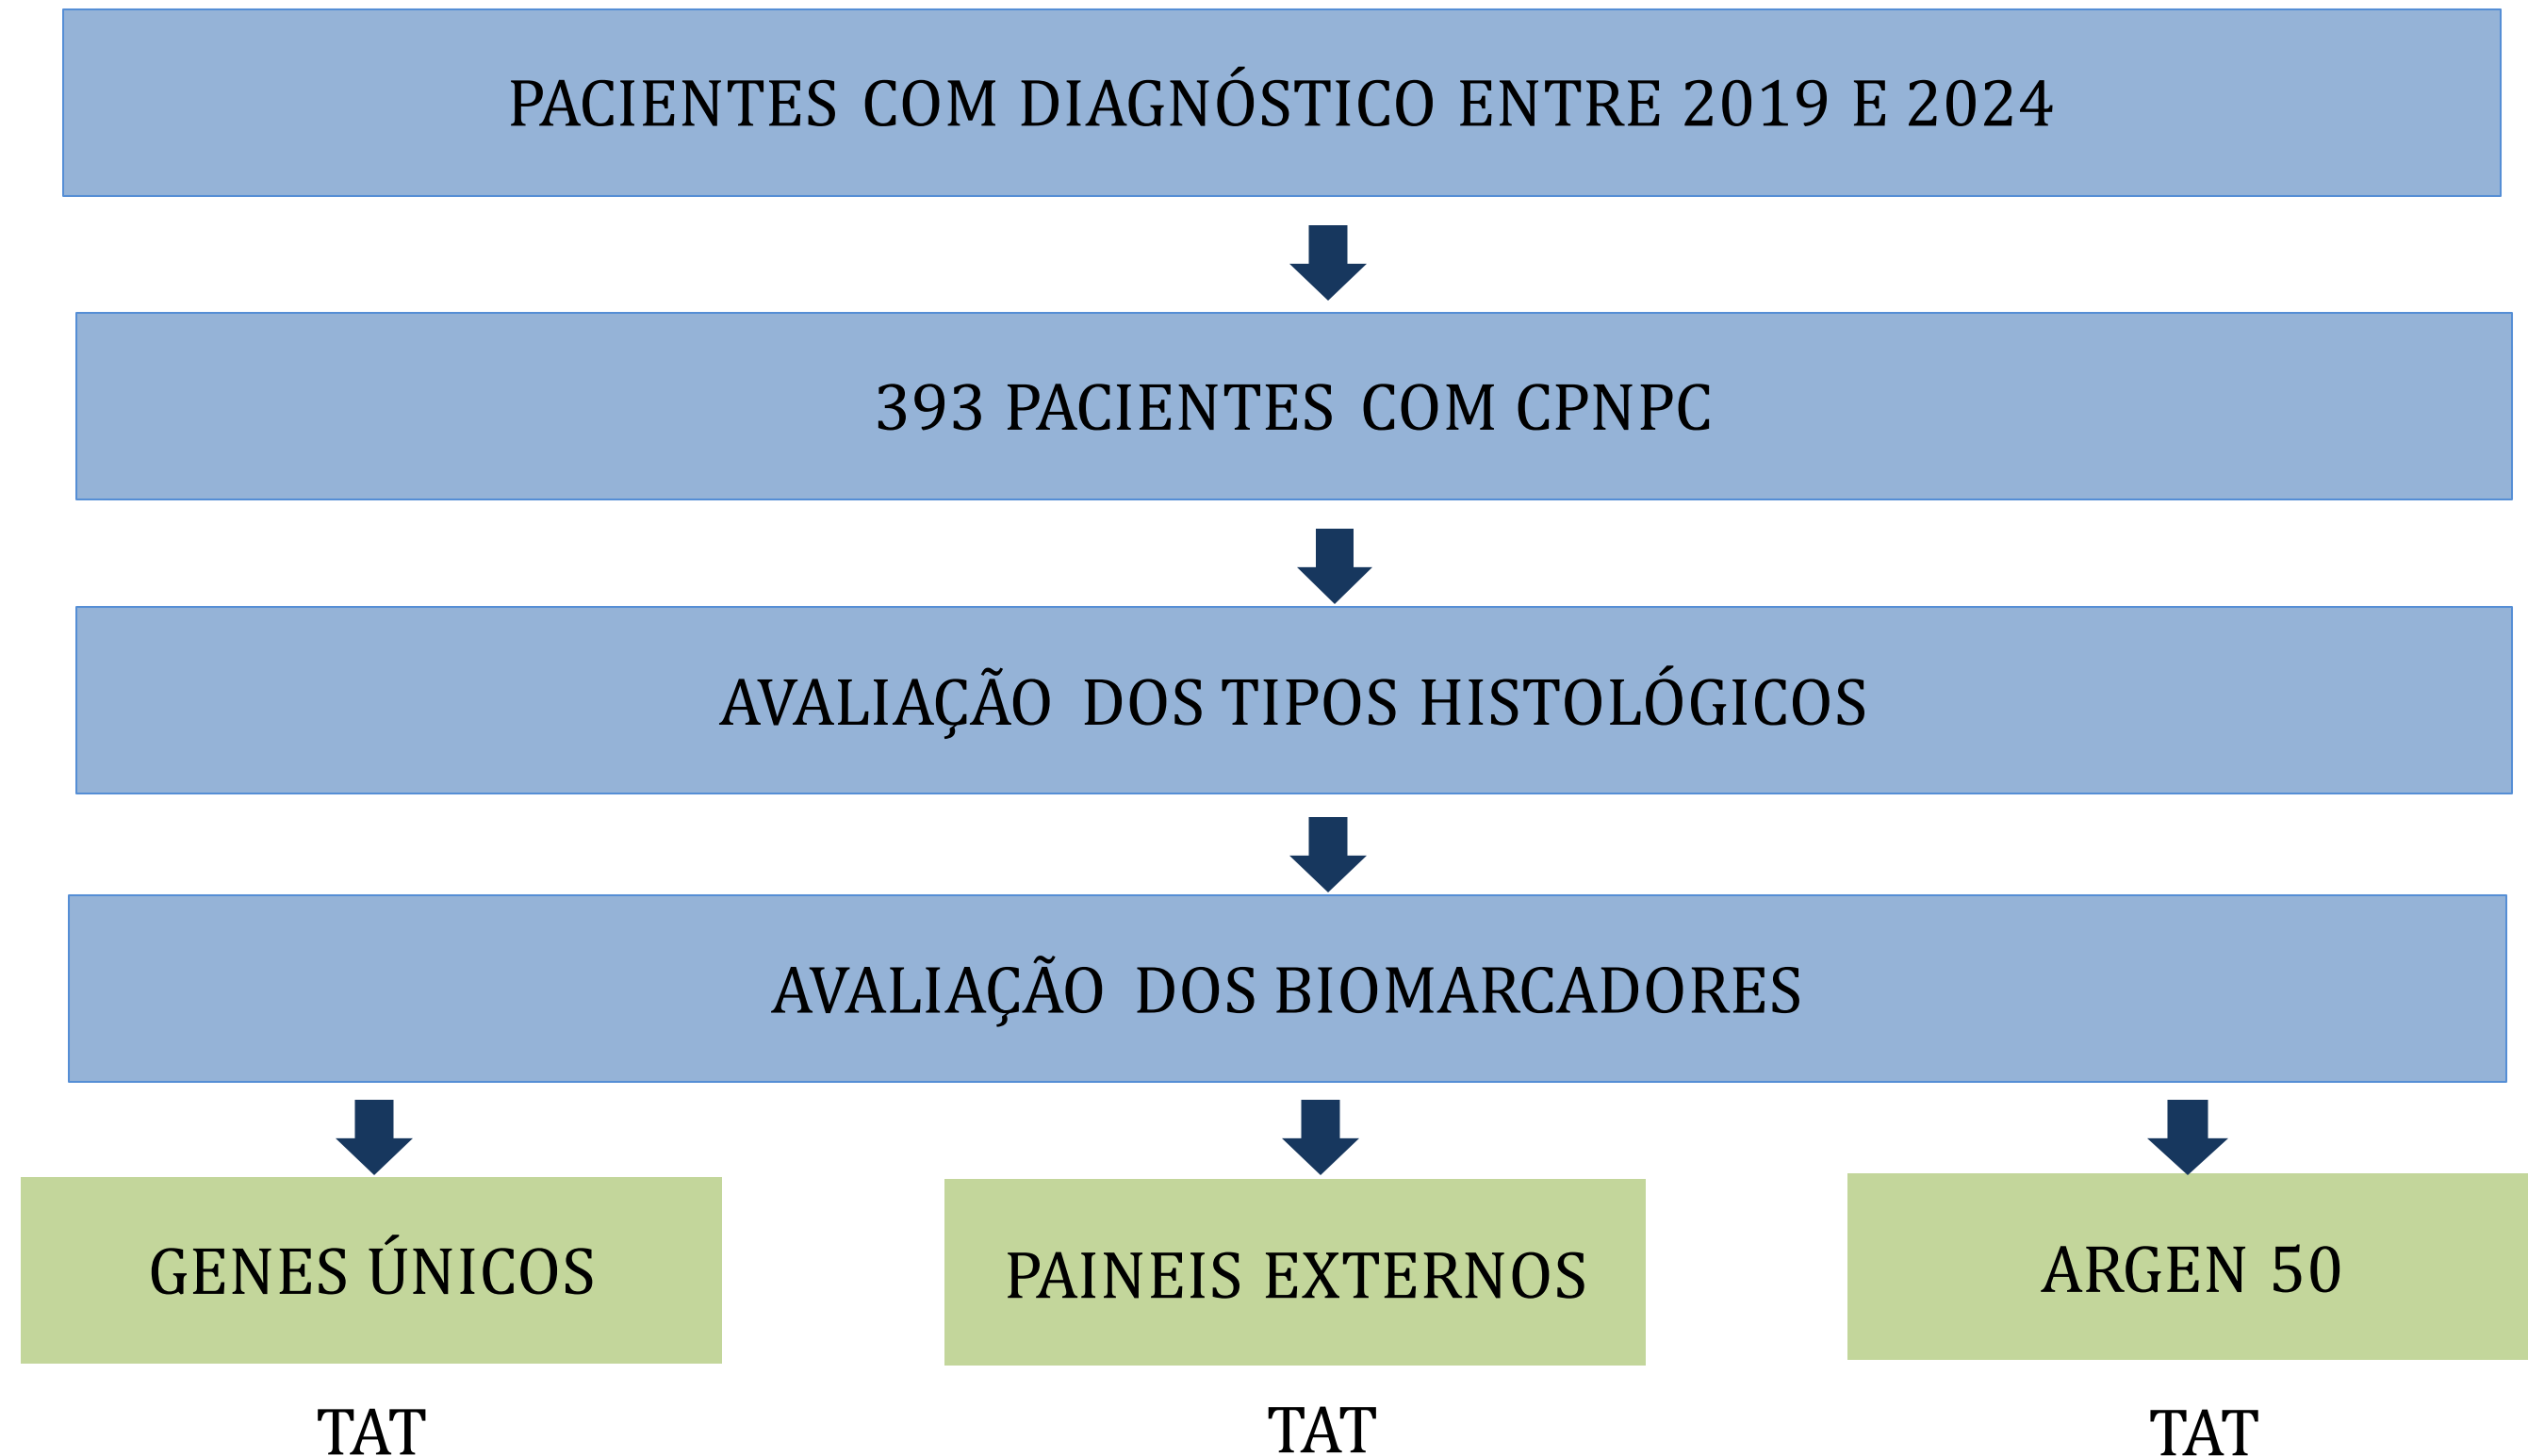 PACIENTES COM DIAGNÓSTICO ENTRE 2019 E 2024
393 PACIENTES COM CPNPC
AVALIAÇÃO DOS TIPOS HISTOLÓGICOS
AVALIAÇÃO DOS BIOMARCADORES
GENES ÚNICOS
PAINEIS EXTERNOS
ARGEN 50
TAT
TAT
TAT